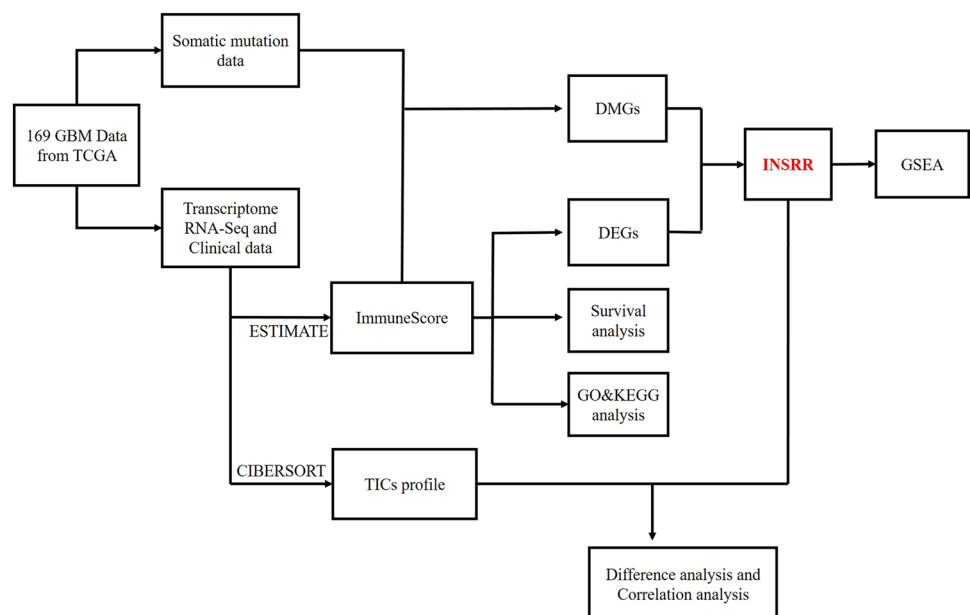 Somatic mutation
data
169 GBM Data
from TCGA
Transcriptome
RNA-Seq and
Clinical data
DMGs
INSRR
GSEA
DEGs
ESTIMATE
ImmuneScore
Survival
analysis
GO&KEGG
analysis
CIBERSORT
TICs profile
Difference analysis and
Correlation analysis